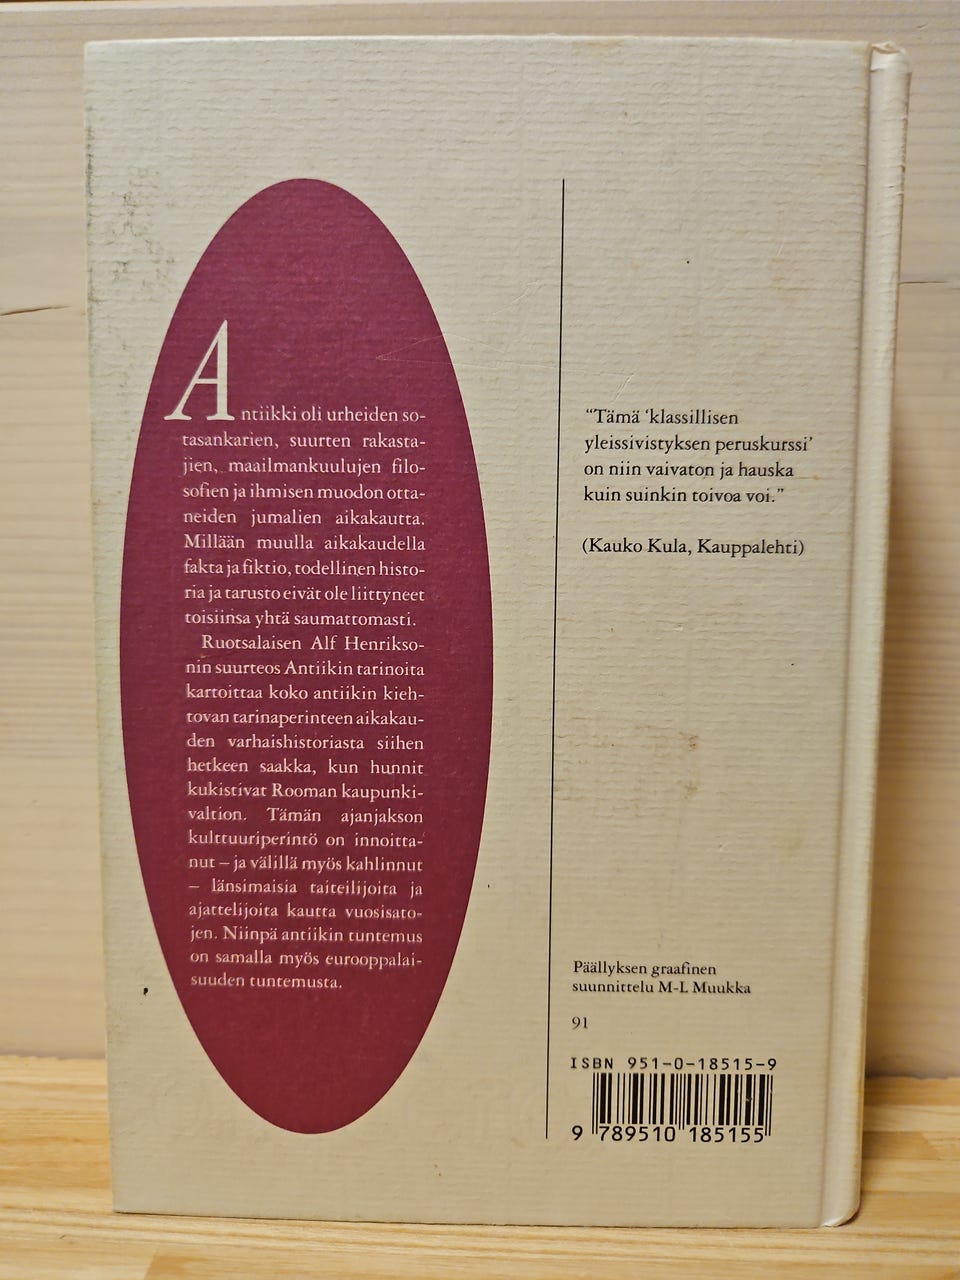 Antiikki oli urheiden so-
tasankarien, suurten rakasta-
jien, maailmankuulujen filo-
sofien ja ihmisen muodon otta-
neiden jumalien aikakautta.
Millään muulla aikakaudella
fakta ja fiktio, todellinen histo-
ria ja tarusto eivät ole liittyneet
toisiinsa yhtä saumattomasti.
Ruotsalaisen Alf Henrikso-
nin suurteos Antiikin tarinoita
kartoittaa koko antiikin kieh-
tovan tarinaperinteen aikakau-
den varhaishistoriasta siihen
hetkeen saakka, kun hunnit
kukistivat Rooman kaupunki-
valtion. Tämän ajanjakson
kulttuuriperintö on innoitta-
nut – ja välillä myös kahlinnut
– länsimaisia taiteilijoita ja
ajattelijoita kautta vuosisato-
jen. Niinpä antiikin tuntemus
on samalla myös eurooppalai-
suuden tuntemusta.
"Tämä 'klassillisen
yleissivistyksen peruskurssi'
on niin vaivaton ja hauska
kuin suinkin toivoa voi."
(Kauko Kula, Kauppalehti)
Päällyksen graafinen
suunnittelu M-L Muukka
91
ISBN 951-0-18515-9
9 789510 185155